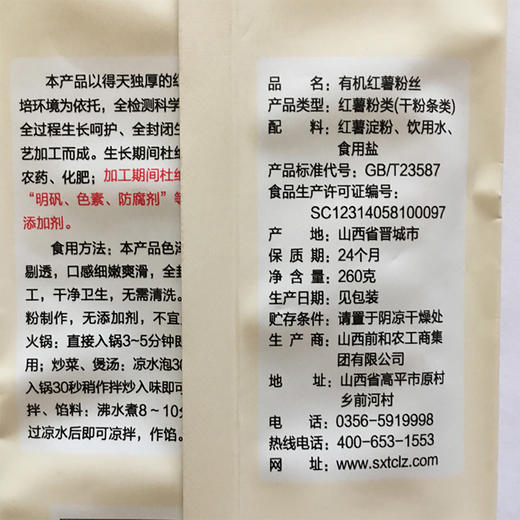 本产品以得天独厚的
培环境为依托，全检测科学
全过程生长呵护、全封闭生
艺加工而成。生长期间杜绝
农药、化肥；加工期间杜绝
“明矾、色素、防腐剂”等
添加剂。
食用方法：本产品色泽
剔透，口感细嫩爽滑，全封
工，干净卫生，无需清洗。
粉制作，无添加剂，不宜
火锅：直接入锅3~5分钟即
用；炒菜、煲汤：凉水泡30
入锅30秒稍作拌炒入味即可
拌、馅料：沸水煮8~10分
过凉水后即可凉拌，作馅。
品名：有机红薯粉丝
产品类型：红薯粉类(干粉条类)
配料：红薯淀粉、饮用水、
食用盐
产品标准代号：GB/T23587
食品生产许可证编号：
SC12314058100097
产地：山西省晋城市
保质期：24个月
净含量：260克
生产日期：见包装
贮存条件：请置于阴凉干燥处
生产商：山西前和农工商集
团有限公司
地址：山西省高平市原村
乡前河村
电话：0356-5919998
热线电话：400-653-1553
网址：www.sxtclz.com